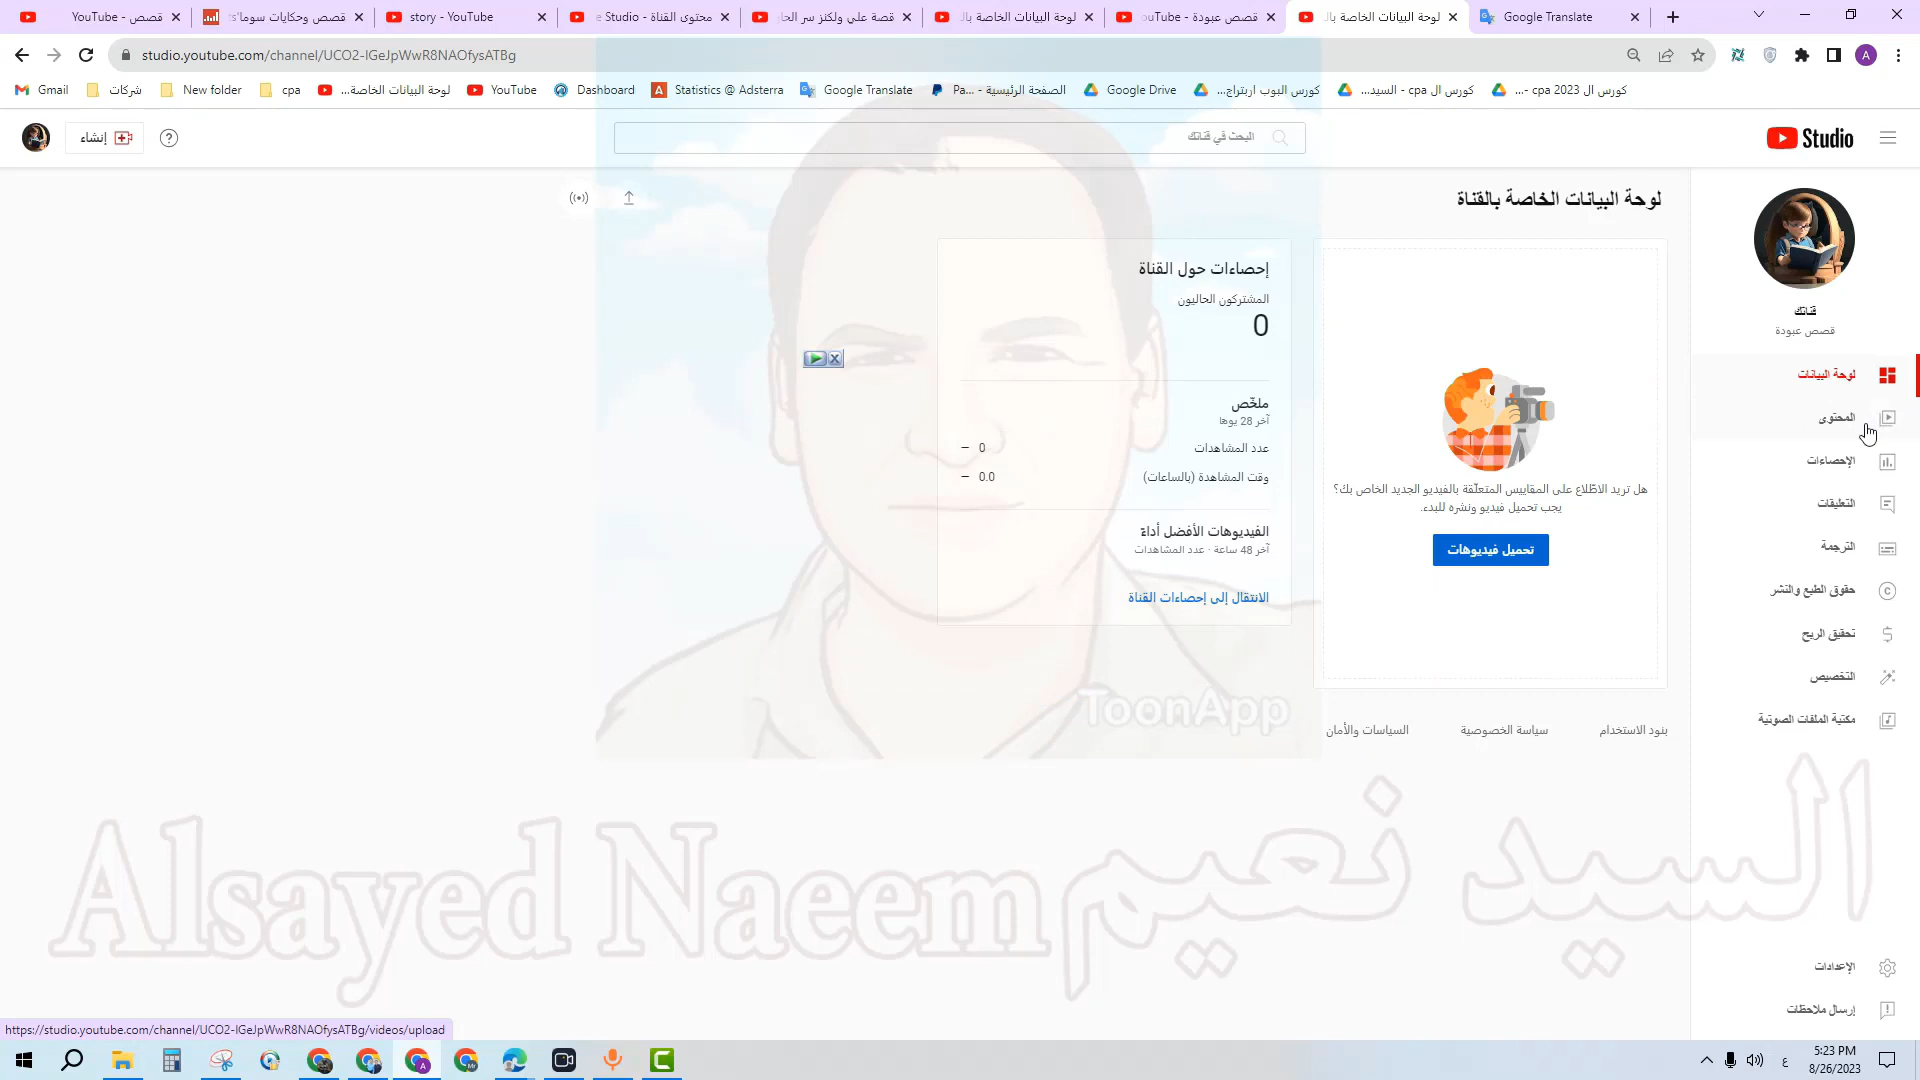 YouTube - قصص
قصص وحكايات سوما'ts
story - YouTube
محتوى القناة - e Studio
قصة علي ولكنز سر الحا
لوحة البيانات الخاصة بالـ
قصص عبودة - ouTube
لوحة البيانات الخاصة بالـ
Google Translate
studio.youtube.com/channel/UCO2-IGeJpWwR8NAOfysATBg
A
Gmail
شركات
New folder
cpa
لوحة البيانات الخاصة...
YouTube
Dashboard
Statistics @ Adsterra
Google Translate
الصفحة الرئيسية - Pa...
Google Drive
كورس البوب اربتراج...
كورس ال cpa - السيد...
كورس ال cpa 2023 -...
إنشاء
البحث في قناتك
Studio
لوحة البيانات الخاصة بالقناة
إحصاءات حول القناة
المشتركون الحاليون
0
ملخّص
آخر 28 يومًا
عدد المشاهدات
0 –
وقت المشاهدة (بالساعات)
0.0 –
الفيديوهات الأفضل أداءً
آخر 48 ساعة · عدد المشاهدات
الانتقال إلى إحصاءات القناة
هل تريد الاطّلاع على المقاييس المتعلّقة بالفيديو الجديد الخاص بك؟
يجب تحميل فيديو ونشره للبدء.
تحميل فيديوهات
بنود الاستخدام
سياسة الخصوصية
السياسات والأمان
قناتك
قصص عبودة
لوحة البيانات
المحتوى
الإحصاءات
التعليقات
الترجمة
حقوق الطبع والنشر
تحقيق الربح
التخصيص
مكتبة الملفات الصوتية
الإعدادات
إرسال ملاحظات
ToonApp
Alsayed Naeem السيد نعيم
https://studio.youtube.com/channel/UCO2-IGeJpWwR8NAOfysATBg/videos/upload
ع
5:23 PM
8/26/2023